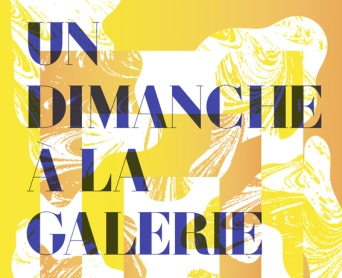 UN
DIMANCHE
À LA
GALERIE